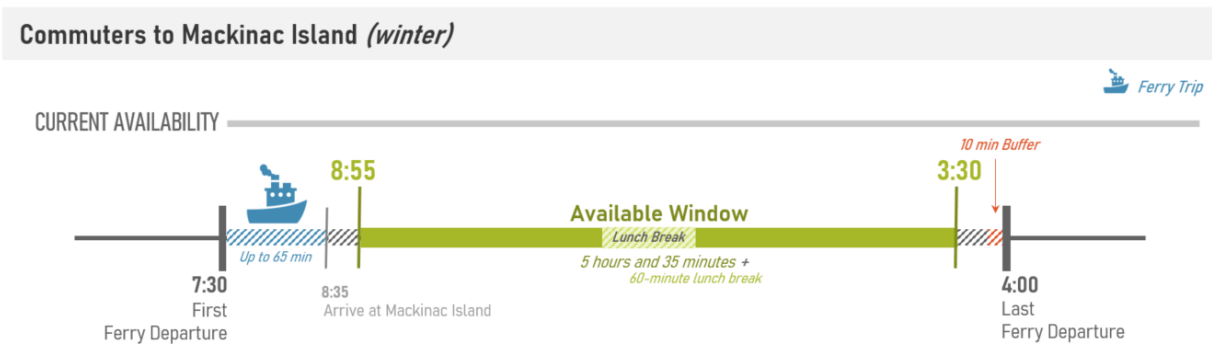 Commuters to Mackinac Island (winter)
Ferry Trip
CURRENT AVAILABILITY
10 min Buffer
8:55
3:30
Available Window
Lunch Break
Up to 65 min
5 hours and 35 minutes +
60-minute lunch break
7:30
First
Ferry Departure
8:35
Arrive at Mackinac Island
4:00
Last
Ferry Departure